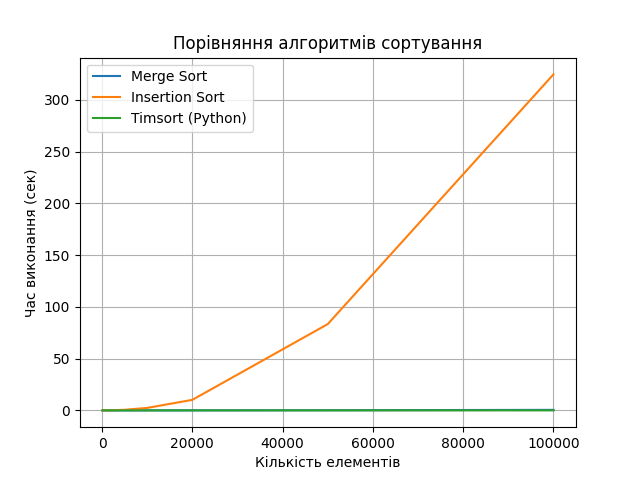 Порівняння алгоритмів сортування
Merge Sort
Insertion Sort
Timsort (Python)
Час виконання (сек)
300
250
200
150
100
50
0
0 20000 40000 60000 80000 100000
Кількість елементів